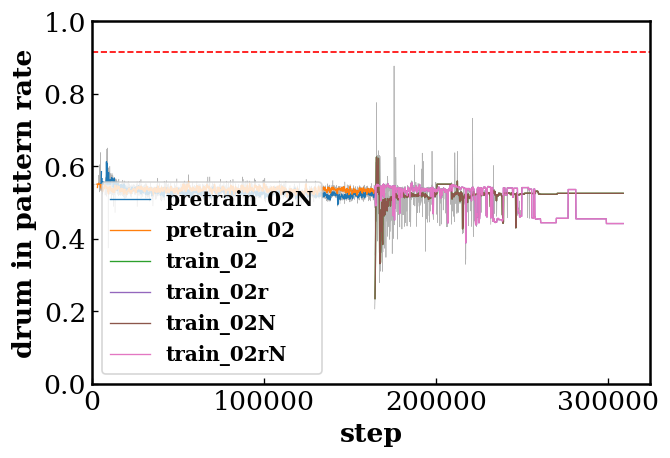 1.0
0.8
0.6
0.4
0.2
0.0
drum in pattern rate
pretrain_02N
pretrain_02
train_02
train_02r
train_02N
train_02rN
0
100000
200000
300000
step